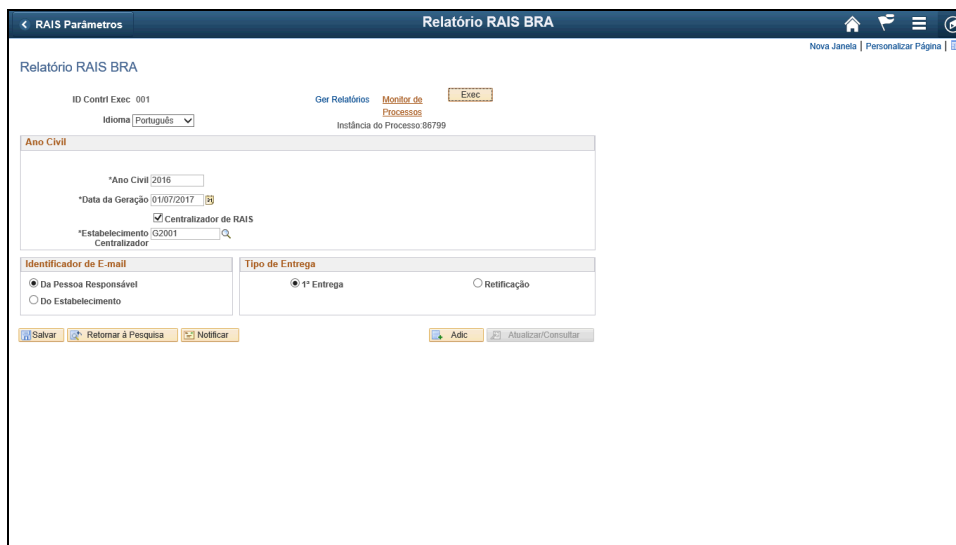 RAIS Parâmetros
Relatório RAIS BRA
Nova Janela | Personalizar Página |
Relatório RAIS BRA
ID Contrl Exec 001 Ger Relatórios Monitor de Processos Exec
Idioma Português Instância do Processo:86799
Ano Civil
*Ano Civil 2016
*Data da Geração 01/07/2017
Centralizador de RAIS
*Estabelecimento Centralizador G2001
Identificador de E-mail Tipo de Entrega
Da Pessoa Responsável 1ª Entrega Retificação
Do Estabelecimento
Salvar Retornar à Pesquisa Notificar Adic Atualizar/Consultar